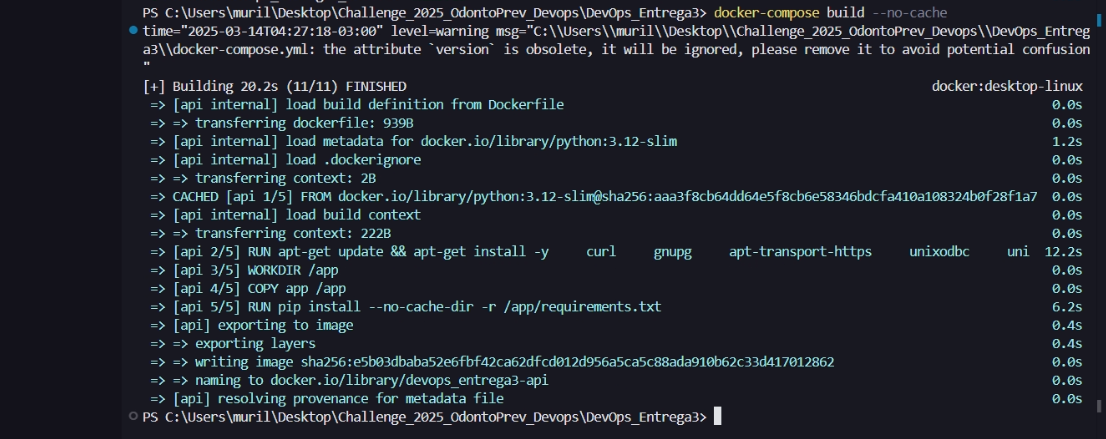 PS C:\Users\muril\Desktop\Challenge_2025_OdontoPrev_Devops\DevOps_Entrega3> docker-compose build --no-cache
time="2025-03-14T04:27:18-03:00" level=warning msg="C:\\Users\\muril\\Desktop\\Challenge_2025_OdontoPrev_Devops\\DevOps_Entreg
a3\\docker-compose.yml: the attribute `version` is obsolete, it will be ignored, please remove it to avoid potential confusion
"
[+] Building 20.2s (11/11) FINISHED docker:desktop-linux
=> [api internal] load build definition from Dockerfile 0.0s
=> => transferring dockerfile: 939B 0.0s
=> [api internal] load metadata for docker.io/library/python:3.12-slim 1.2s
=> [api internal] load .dockerignore 0.0s
=> => transferring context: 2B 0.0s
=> CACHED [api 1/5] FROM docker.io/library/python:3.12-slim@sha256:aaa3f8cb64dd64e5f8cb6e58346bdcfa410a108324b0f28f1a7 0.0s
=> [api internal] load build context 0.0s
=> => transferring context: 222B 0.0s
=> [api 2/5] RUN apt-get update && apt-get install -y curl gnupg apt-transport-https unixodbc uni 12.2s
=> [api 3/5] WORKDIR /app 0.0s
=> [api 4/5] COPY app /app 0.0s
=> [api 5/5] RUN pip install --no-cache-dir -r /app/requirements.txt 6.2s
=> [api] exporting to image 0.4s
=> => exporting layers 0.4s
=> => writing image sha256:e5b03dbaba52e6fbf42ca62dfcd012d956a5ca5c88ada910b62c33d417012862 0.0s
=> => naming to docker.io/library/devops_entrega3-api 0.0s
=> [api] resolving provenance for metadata file 0.0s
PS C:\Users\muril\Desktop\Challenge_2025_OdontoPrev_Devops\DevOps_Entrega3>